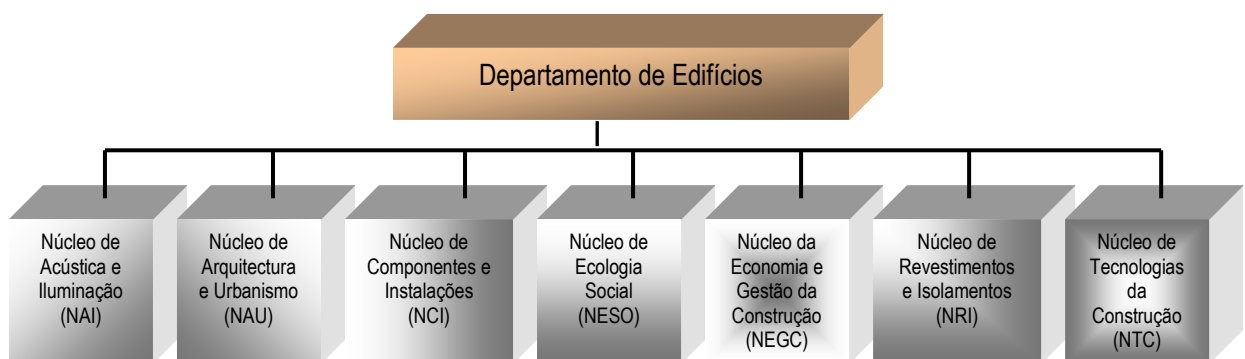 Departamento de Edifícios
Núcleo de
Acústica e
Iluminação
(NAI)
Núcleo de
Arquitectura
e Urbanismo
(NAU)
Núcleo de
Componentes e
Instalações
(NCI)
Núcleo de
Ecologia
Social
(NESO)
Núcleo da
Economia e
Gestão da
Construção
(NEGC)
Núcleo de
Revestimentos
e Isolamentos
(NRI)
Núcleo de
Tecnologias
da
Construção
(NTC)